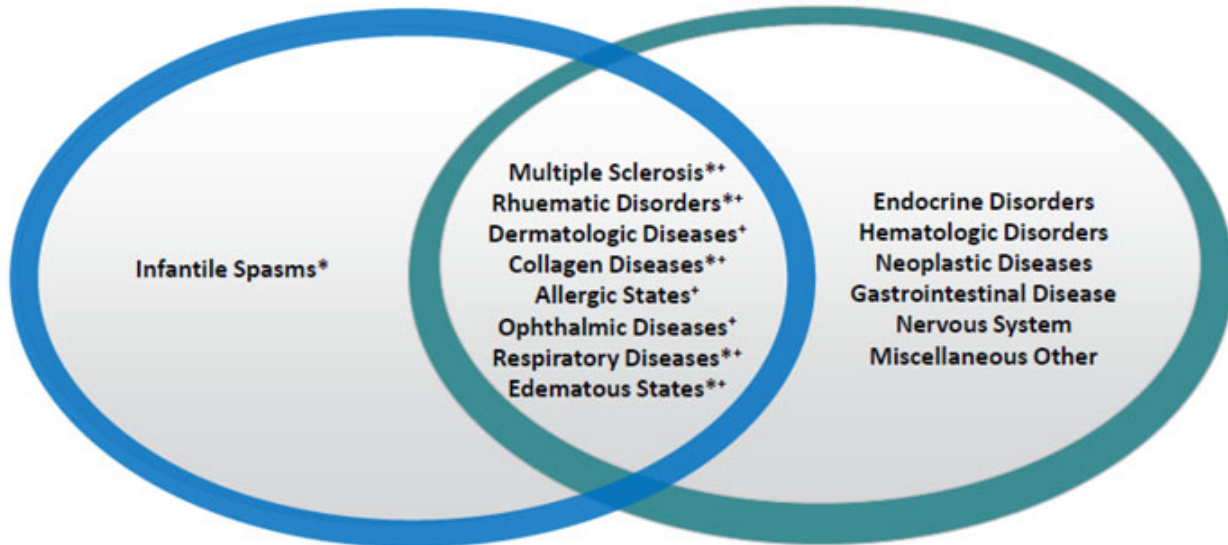 Infantile Spasms*
Multiple Sclerosis*+
Rhuematic Disorders*+
Dermatologic Diseases+
Collagen Diseases*+
Allergic States+
Ophthalmic Diseases+
Respiratory Diseases*+
Edematous States*+
Endocrine Disorders
Hematologic Disorders
Neoplastic Diseases
Gastrointestinal Disease
Nervous System
Miscellaneous Other